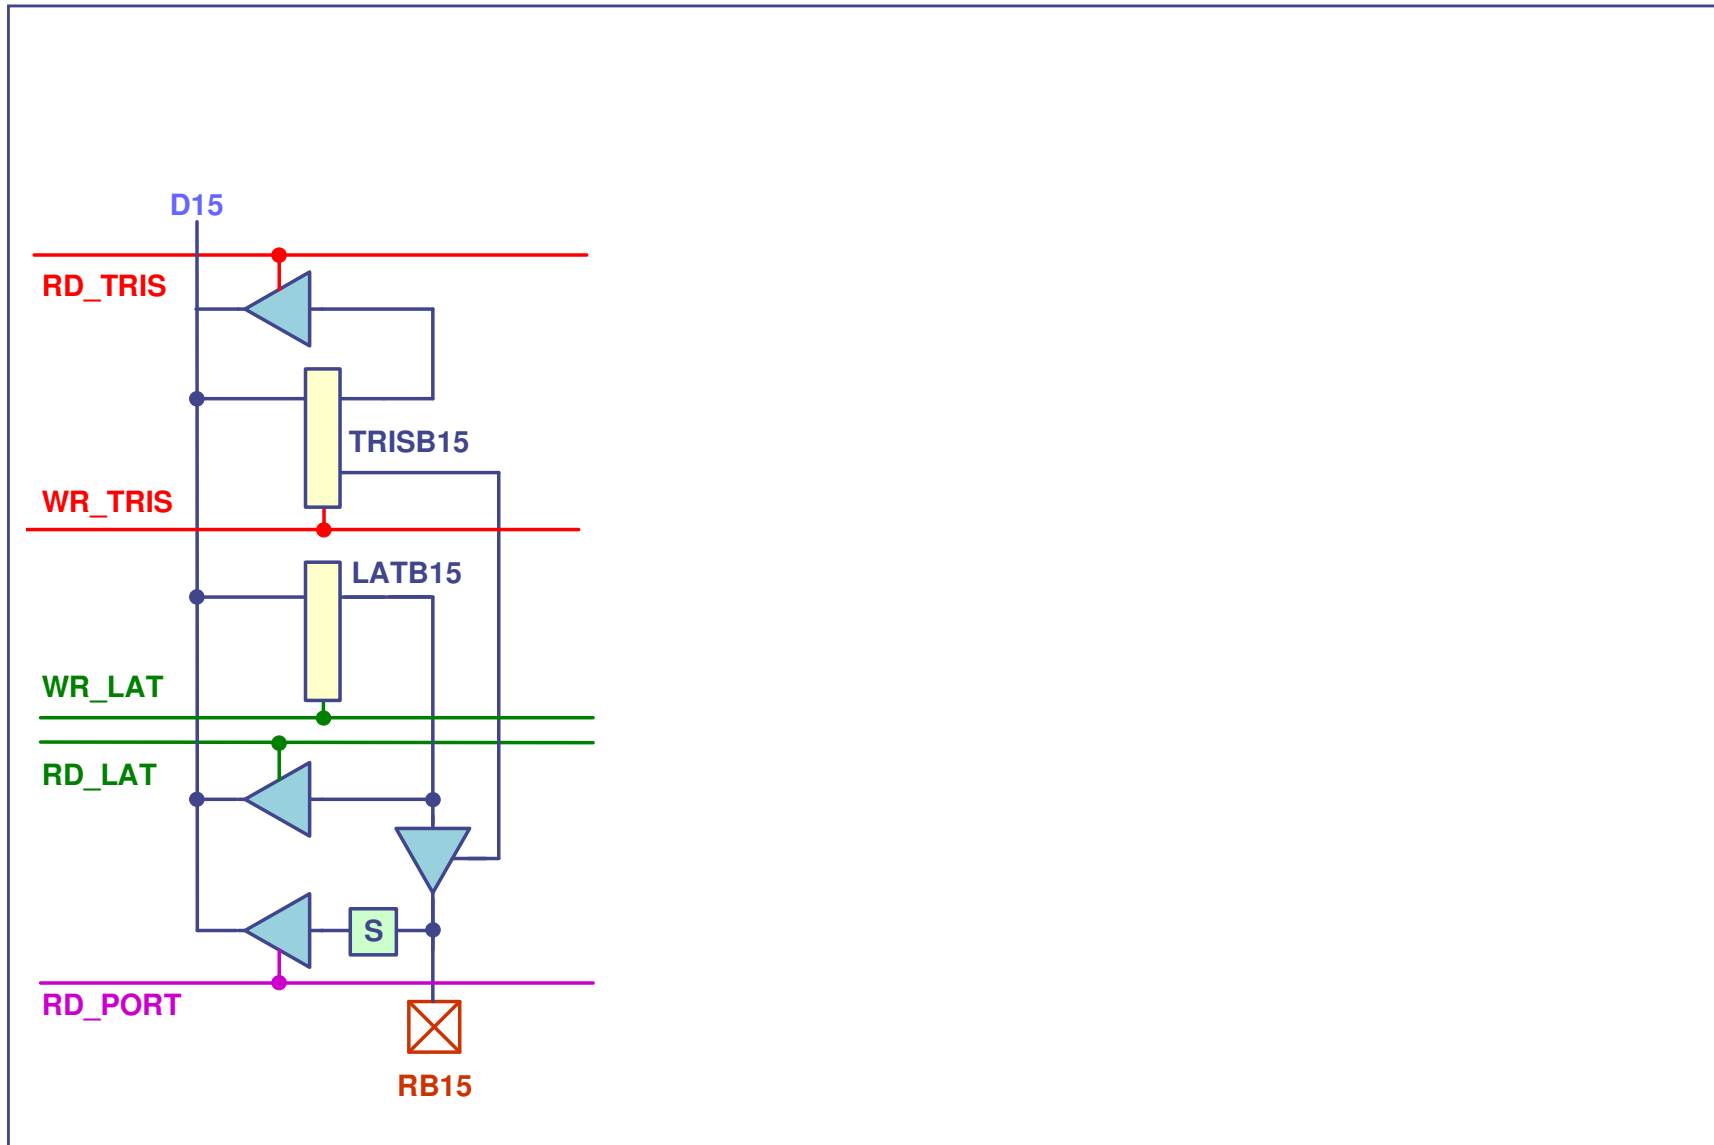 D15
RD_TRIS
TRISB15
WR_TRIS
LATB15
WR_LAT
RD_LAT
S
RD_PORT
RB15